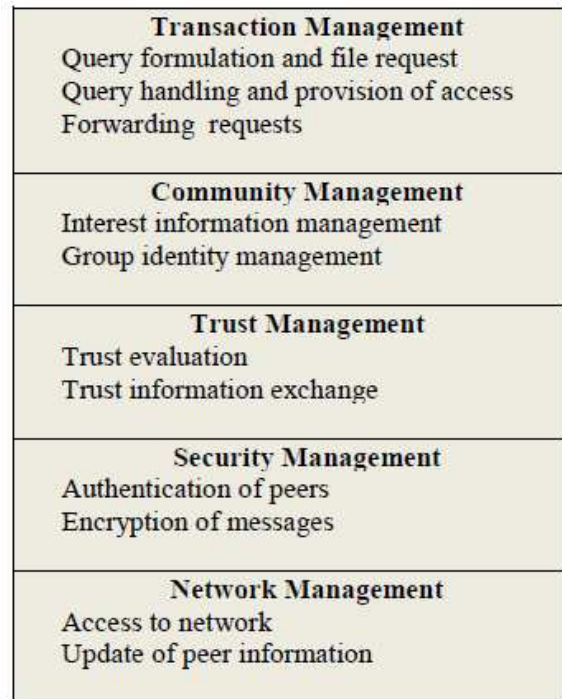 Transaction Management
Query formulation and file request
Query handling and provision of access
Forwarding requests
Community Management
Interest information management
Group identity management
Trust Management
Trust evaluation
Trust information exchange
Security Management
Authentication of peers
Encryption of messages
Network Management
Access to network
Update of peer information